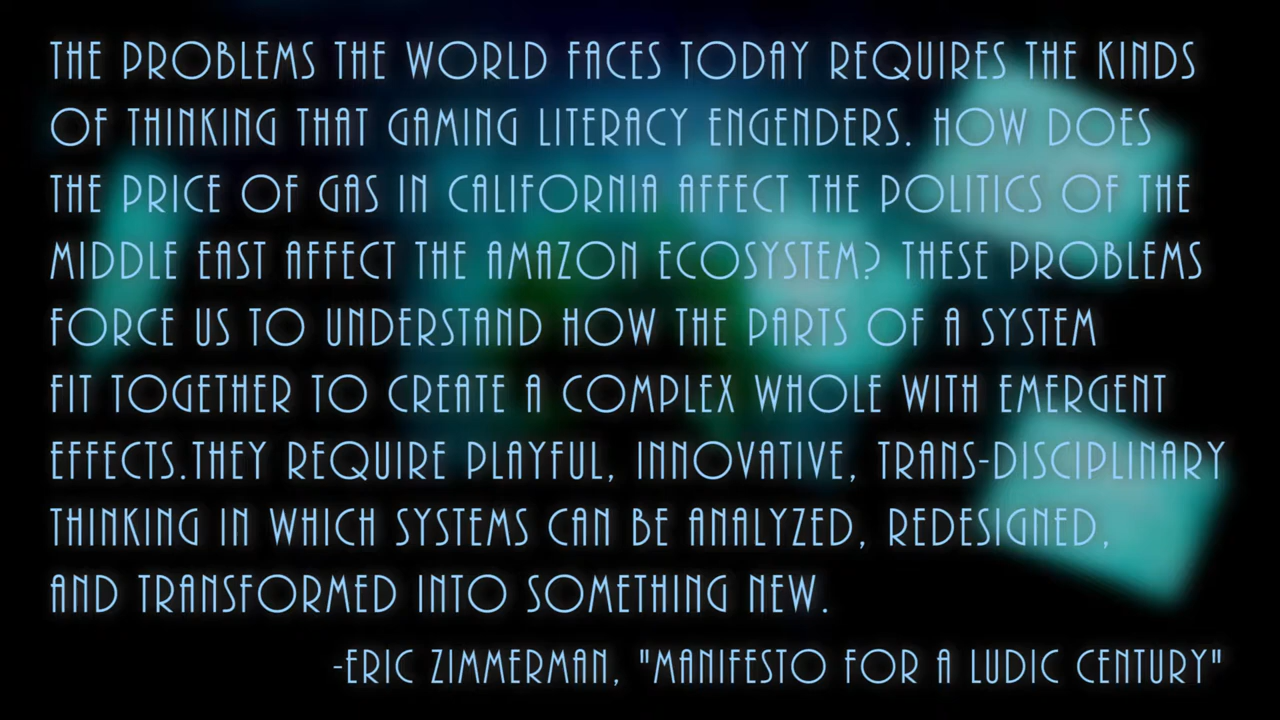 THE PROBLEMS THE WORLD FACES TODAY REQUIRES THE KINDS
OF THINKING THAT GAMING LITERACY ENGENDERS. HOW DOES
THE PRICE OF GAS IN CALIFORNIA AFFECT THE POLITICS OF THE
MIDDLE EAST AFFECT THE AMAZON ECOSYSTEM? THESE PROBLEMS
FORCE US TO UNDERSTAND HOW THE PARTS OF A SYSTEM
FIT TOGETHER TO CREATE A COMPLEX WHOLE WITH EMERGENT
EFFECTS.THEY REQUIRE PLAYFUL, INNOVATIVE, TRANS-DISCIPLINARY
THINKING IN WHICH SYSTEMS CAN BE ANALYZED, REDESIGNED,
AND TRANSFORMED INTO SOMETHING NEW.
-ERIC ZIMMERMAN, "MANIFESTO FOR A LUDIC CENTURY"